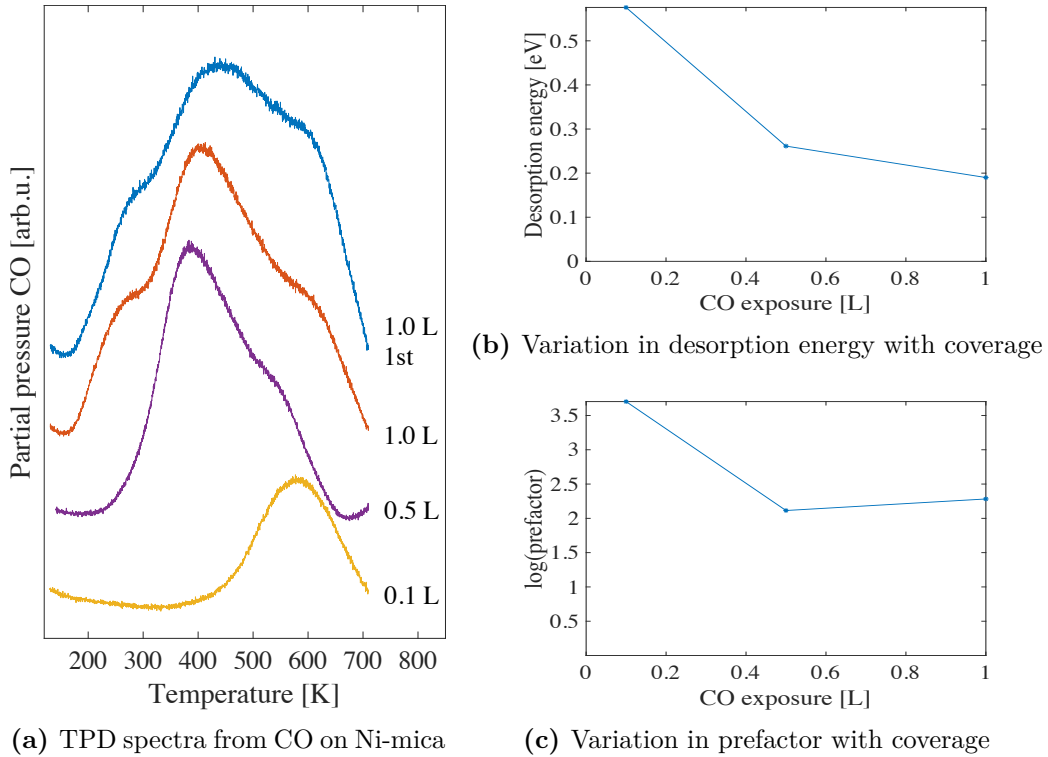 Partial pressure CO [arb.u.]
1.0 L
1st
1.0 L
0.5 L
0.1 L
200 300 400 500 600 700 800
Temperature [K]
(a) TPD spectra from CO on Ni-mica
Desorption energy [eV]
0.5
0.4
0.3
0.2
0.1
0
0 0.2 0.4 0.6 0.8 1
CO exposure [L]
(b) Variation in desorption energy with coverage
log(prefactor)
3.5
3
2.5
2
1.5
1
0.5
0 0.2 0.4 0.6 0.8 1
CO exposure [L]
(c) Variation in prefactor with coverage